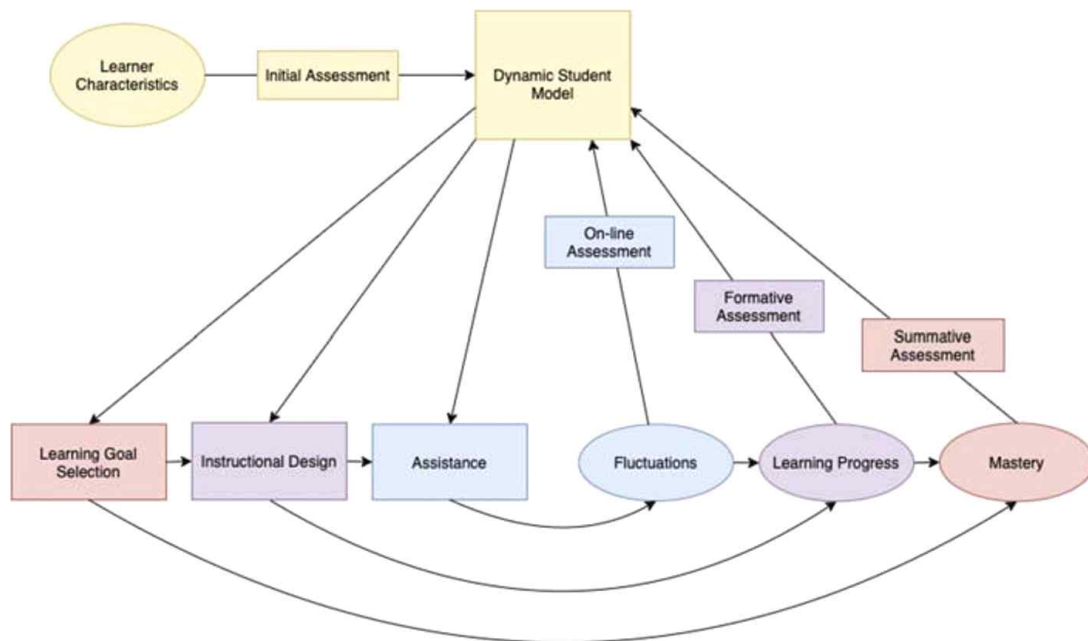 Learner
Characteristics
Initial Assessment
Dynamic Student
Model
On-line
Assessment
Formative
Assessment
Summative
Assessment
Learning Goal
Selection
Instructional Design
Assistance
Fluctuations
Learning Progress
Mastery